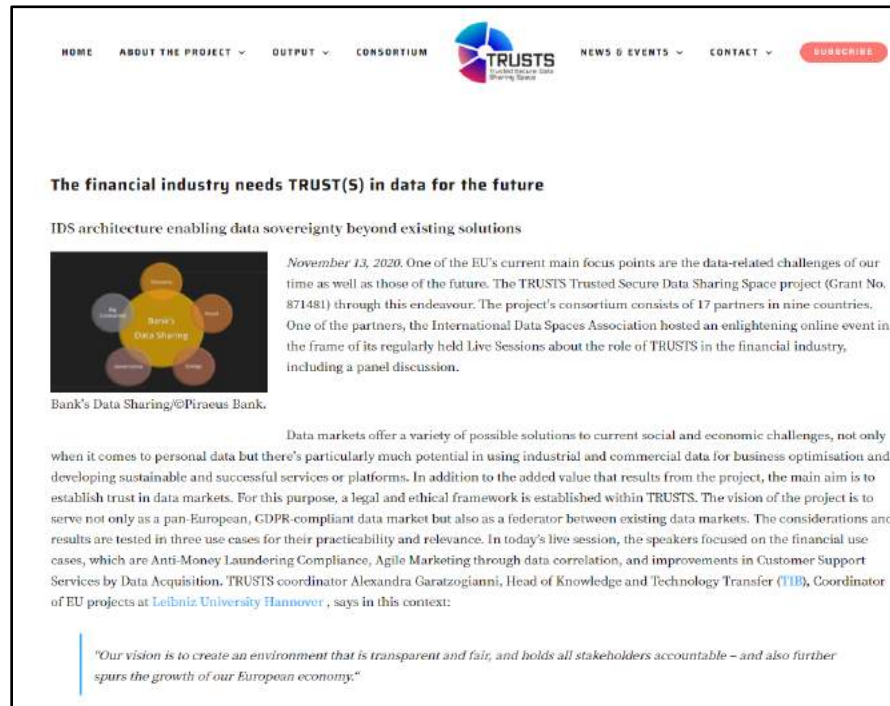 HOME ABOUT THE PROJECT OUTPUT CONSORTIUM TRUSTS NEWS & EVENTS CONTACT SUBSCRIBE
Trusted Secure Data
Sharing Space
The financial industry needs TRUST(S) in data for the future
IDS architecture enabling data sovereignty beyond existing solutions
Bank's
Data Sharing
Governance
November 13, 2020. One of the EU's current main focus points are the data-related challenges of our
time as well as those of the future. The TRUSTS Trusted Secure Data Sharing Space project (Grant No.
871481) through this endeavour. The project's consortium consists of 17 partners in nine countries.
One of the partners, the International Data Spaces Association hosted an enlightening online event in
the frame of its regularly held Live Sessions about the role of TRUSTS in the financial industry,
including a panel discussion.
Bank's Data Sharing/©Piraeus Bank.
Data markets offer a variety of possible solutions to current social and economic challenges, not only
when it comes to personal data but there's particularly much potential in using industrial and commercial data for business optimisation and
developing sustainable and successful services or platforms. In addition to the added value that results from the project, the main aim is to
establish trust in data markets. For this purpose, a legal and ethical framework is established within TRUSTS. The vision of the project is to
serve not only as a pan-European, GDPR-compliant data market but also as a federator between existing data markets. The considerations and
results are tested in three use cases for their practicability and relevance. In today's live session, the speakers focused on the financial use
cases, which are Anti-Money Laundering Compliance, Agile Marketing through data correlation, and improvements in Customer Support
Services by Data Acquisition. TRUSTS coordinator Alexandra Garatzogianni, Head of Knowledge and Technology Transfer (TIB), Coordinator
of EU projects at Leibniz University Hannover , says in this context:
"Our vision is to create an environment that is transparent and fair, and holds all stakeholders accountable – and also further
spurs the growth of our European economy."